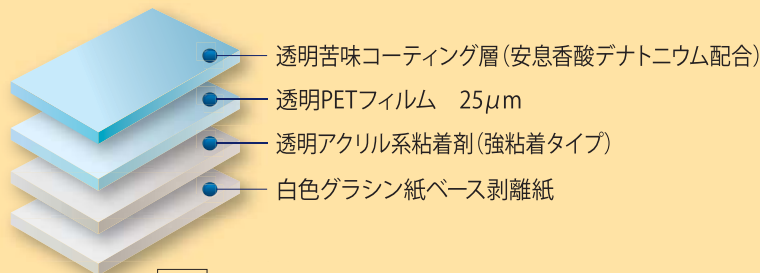 透明苦味コーティング層（安息香酸デナトニウム配合）
透明PETフィルム　25μm
透明アクリル系粘着剤（強粘着タイプ）
白色グラシン紙ベース剥離紙